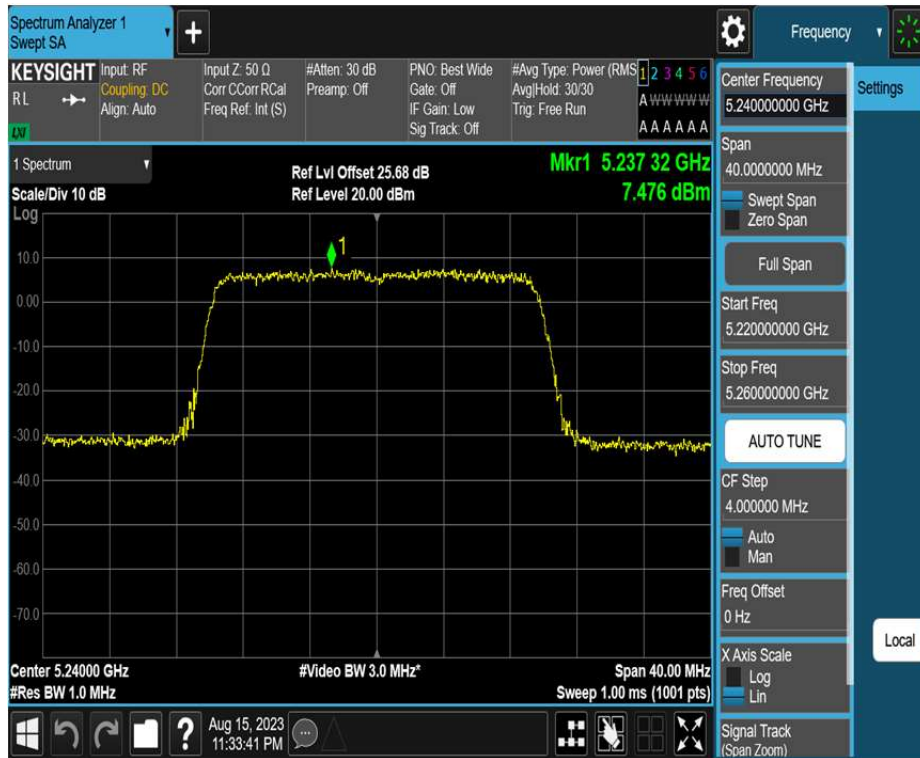 Spectrum Analyzer 1
Swept SA
+
Frequency
KEYSIGHT
R L
LXI
Input: RF
Coupling: DC
Align: Auto
Input Z: 50 Ω
Corr CCorr RCal
Freq Ref: Int (S)
#Atten: 30 dB
Preamp: Off
PNO: Best Wide
Gate: Off
IF Gain: Low
Sig Track: Off
#Avg Type: Power (RMS
Avg|Hold: 30/30
Trig: Free Run
1 2 3 4 5 6
A W W W W W
A A A A A A
1 Spectrum
Scale/Div 10 dB
Ref Lvl Offset 25.68 dB
Ref Level 20.00 dBm
Mkr1 5.237 32 GHz
7.476 dBm
Log
1
10.0
0.00
-10.0
-20.0
-30.0
-40.0
-50.0
-60.0
-70.0
Center 5.24000 GHz
#Res BW 1.0 MHz
#Video BW 3.0 MHz*
Span 40.00 MHz
Sweep 1.00 ms (1001 pts)
?
Aug 15, 2023
11:33:41 PM
Center Frequency
5.240000000 GHz
Span
40.0000000 MHz
Swept Span
Zero Span
Full Span
Start Freq
5.220000000 GHz
Stop Freq
5.260000000 GHz
AUTO TUNE
CF Step
4.000000 MHz
Auto
Man
Freq Offset
0 Hz
X Axis Scale
Log
Lin
Signal Track
(Span Zoom)
Settings
Local